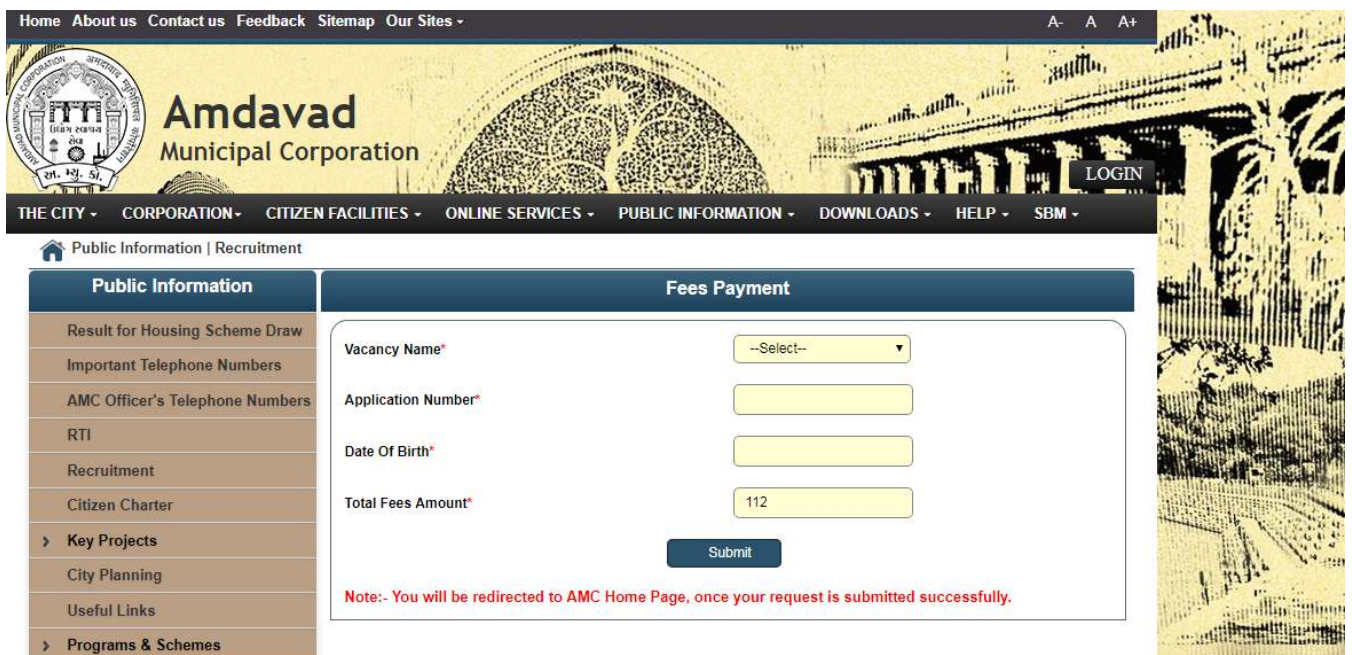 Home About us Contact us Feedback Sitemap Our Sites
A- A A+
AMDAVAD MUNICIPAL CORPORATION
સેવા
અ. મ્યુ. કો.
Amdavad
Municipal Corporation
LOGIN
THE CITY CORPORATION CITIZEN FACILITIES ONLINE SERVICES PUBLIC INFORMATION DOWNLOADS HELP SBM
Public Information | Recruitment
Public Information
Result for Housing Scheme Draw
Important Telephone Numbers
AMC Officer's Telephone Numbers
RTI
Recruitment
Citizen Charter
Key Projects
City Planning
Useful Links
Programs & Schemes
Fees Payment
Vacancy Name*
--Select--
Application Number*
Date Of Birth*
Total Fees Amount*
112
Submit
Note:- You will be redirected to AMC Home Page, once your request is submitted successfully.